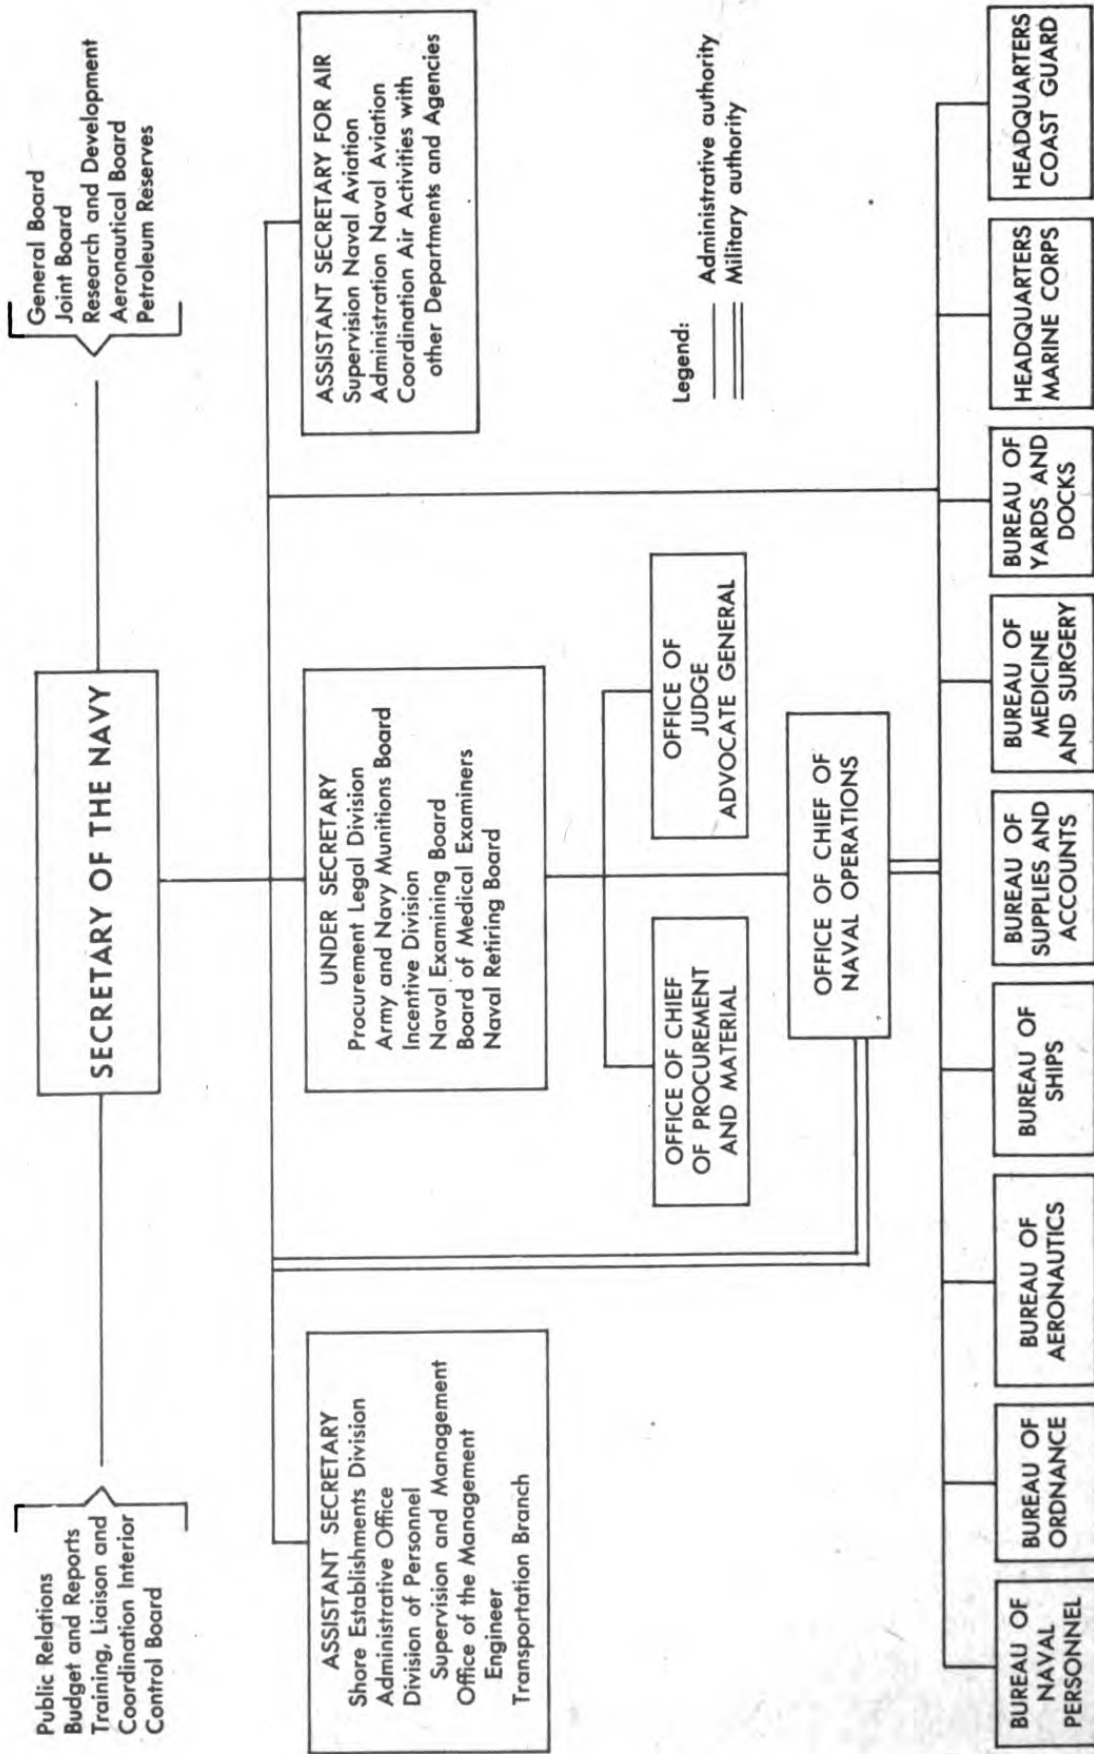 SECRETARY OF THE NAVY
Public Relations
Budget and Reports
Training, Liaison and
Coordination Interior
Control Board
General Board
Joint Board
Research and Development
Aeronautical Board
Petroleum Reserves
ASSISTANT SECRETARY
Shore Establishments Division
Administrative Office
Division of Personnel
Supervision and Management
Office of the Management
Engineer
Transportation Branch
UNDER SECRETARY
Procurement Legal Division
Army and Navy Munitions Board
Incentive Division
Naval Examining Board
Board of Medical Examiners
Naval Retiring Board
ASSISTANT SECRETARY FOR AIR
Supervision Naval Aviation
Administration Naval Aviation
Coordination Air Activities with
other Departments and Agencies
OFFICE OF CHIEF
OF PROCUREMENT
AND MATERIAL
OFFICE OF
JUDGE
ADVOCATE GENERAL
Legend:
Administrative authority
Military authority
OFFICE OF CHIEF OF
NAVAL OPERATIONS
BUREAU OF
NAVAL
PERSONNEL
BUREAU OF
ORDNANCE
BUREAU OF
AERONAUTICS
BUREAU OF
SHIPS
BUREAU OF
SUPPLIES AND
ACCOUNTS
BUREAU OF
MEDICINE
AND SURGERY
BUREAU OF
YARDS AND
DOCKS
HEADQUARTERS
MARINE CORPS
HEADQUARTERS
COAST GUARD